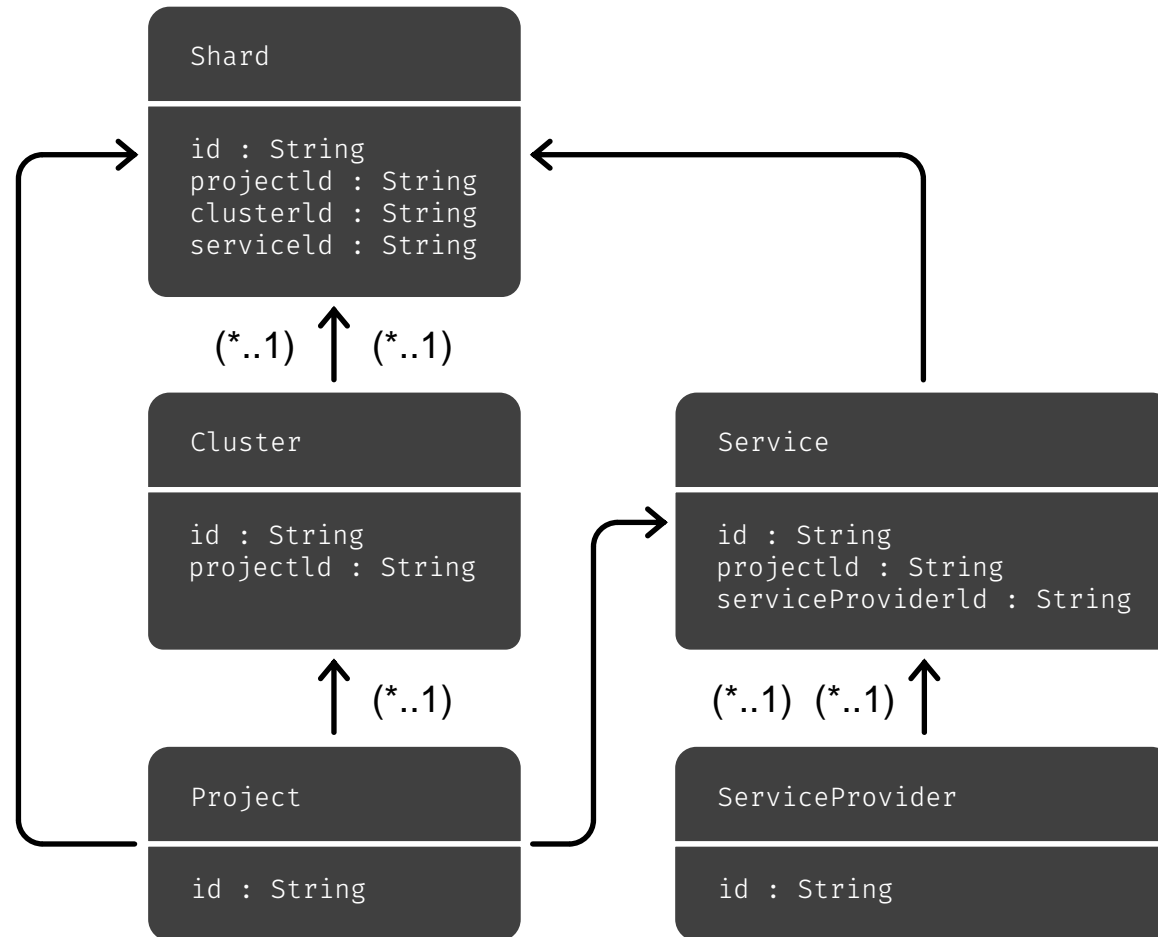 Shard
id : String
projectld : String
clusterld : String
serviceld : String
(*..1) (*..1)
Cluster
id : String
projectld : String
Service
id : String
projectld : String
serviceProviderld : String
(*..1)
(*..1) (*..1)
Project
id : String
ServiceProvider
id : String